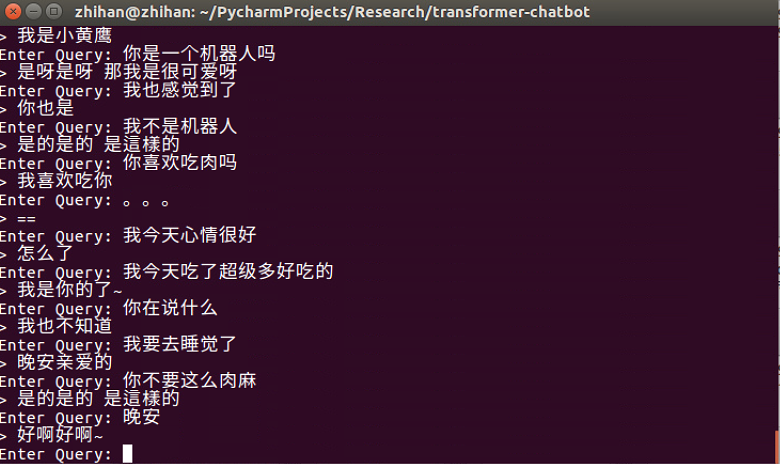 zhihan@zhihan: ~/PycharmProjects/Research/transformer-chatbot
> 我是小黄鹰
Enter Query: 你是一个机器人吗
> 是呀是呀 那我是很可爱呀
Enter Query: 我也感觉到了
> 你也是
Enter Query: 我不是机器人
> 是的是的 是這樣的
Enter Query: 你喜欢吃肉吗
> 我喜欢吃你
Enter Query: 。。。
> ==
Enter Query: 我今天心情很好
> 怎么了
Enter Query: 我今天吃了超级多好吃的
> 我是你的了~
Enter Query: 你在说什么
> 我也不知道
Enter Query: 我要去睡觉了
> 晚安亲爱的
Enter Query: 你不要这么肉麻
> 是的是的 是這樣的
Enter Query: 晚安
> 好啊好啊~
Enter Query: